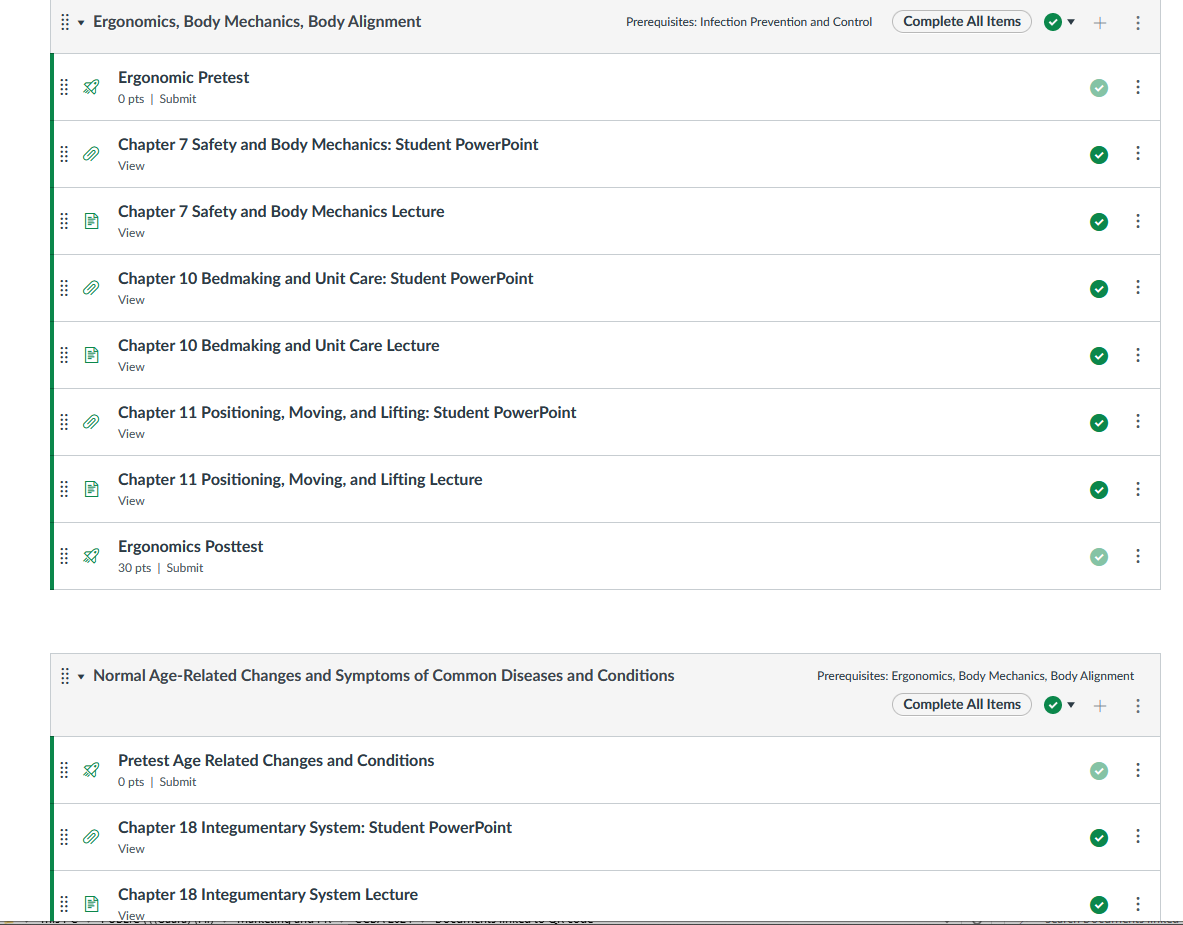 Ergonomics, Body Mechanics, Body Alignment
Prerequisites: Infection Prevention and Control
Complete All Items
Ergonomic Pretest
0 pts | Submit
Chapter 7 Safety and Body Mechanics: Student PowerPoint
View
Chapter 7 Safety and Body Mechanics Lecture
View
Chapter 10 Bedmaking and Unit Care: Student PowerPoint
View
Chapter 10 Bedmaking and Unit Care Lecture
View
Chapter 11 Positioning, Moving, and Lifting: Student PowerPoint
View
Chapter 11 Positioning, Moving, and Lifting Lecture
View
Ergonomics Posttest
30 pts | Submit
Normal Age-Related Changes and Symptoms of Common Diseases and Conditions
Prerequisites: Ergonomics, Body Mechanics, Body Alignment
Complete All Items
Pretest Age Related Changes and Conditions
0 pts | Submit
Chapter 18 Integumentary System: Student PowerPoint
View
Chapter 18 Integumentary System Lecture
View